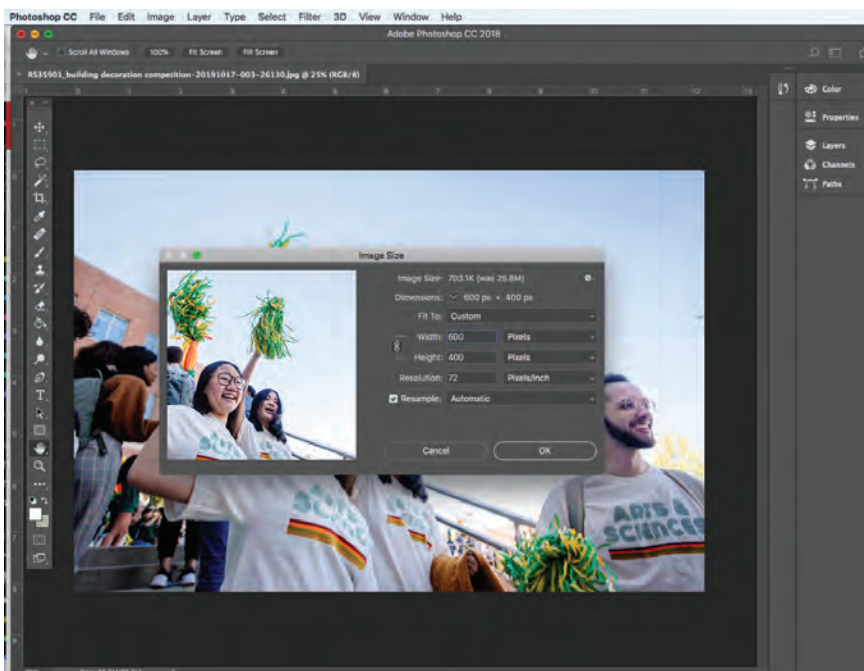 Photoshop CC File Edit Image Layer Type Select Filter 3D View Window Help
Adobe Photoshop CC 2018
Scroll All Windows 100% Fit Screen Fill Screen
× RS35901_building decoration competition-20191017-003-26130.jpg @ 25% (RGB/8)
Color
Properties
Layers
Channels
Paths
Image Size
Image Size: 703.1K (was 25.8M)
Dimensions: 600 px × 400 px
Fit To: Custom
Width: 600 Pixels
Height: 400 Pixels
Resolution: 72 Pixels/Inch
Resample: Automatic
Cancel OK
ARTS &
SCIENCES